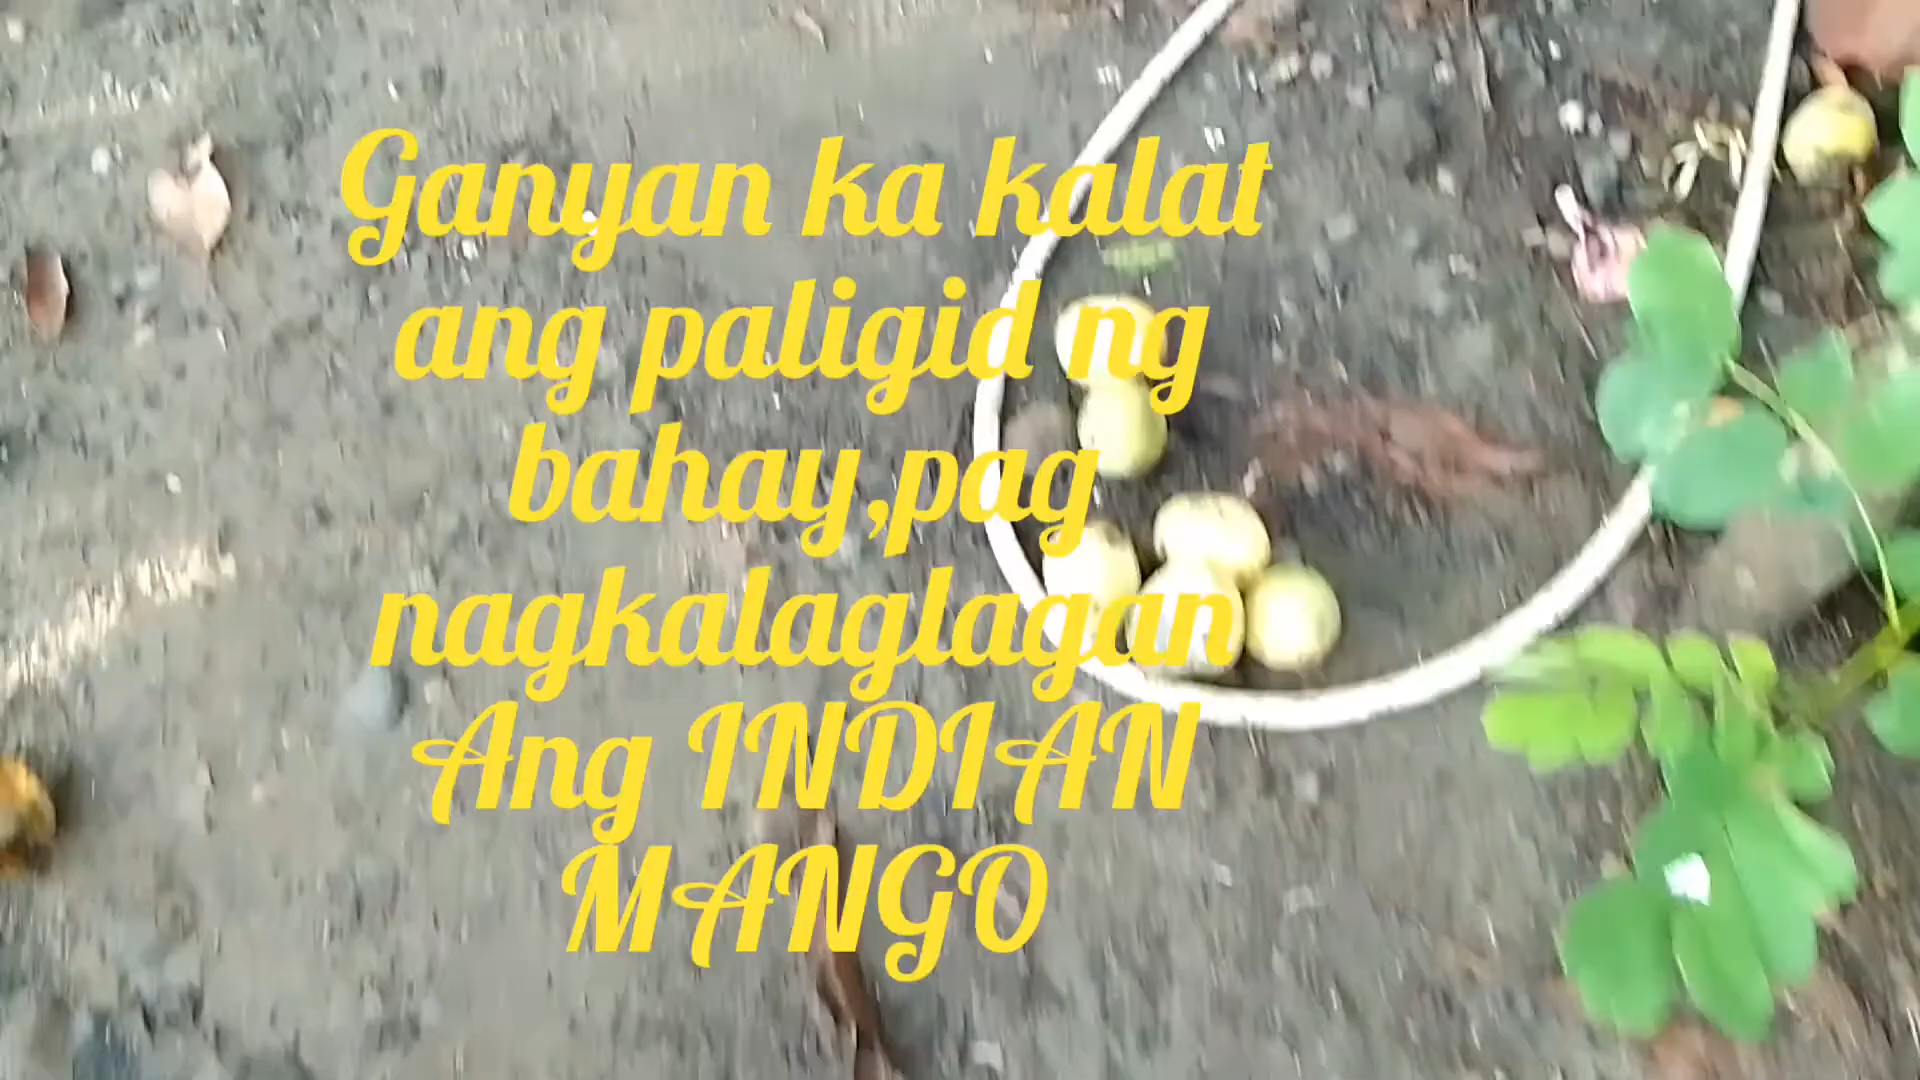 Ganyan ka kalat
ang paligid ng
bahay,pag
nagkalaglagan
Ang INDIAN
MANGO